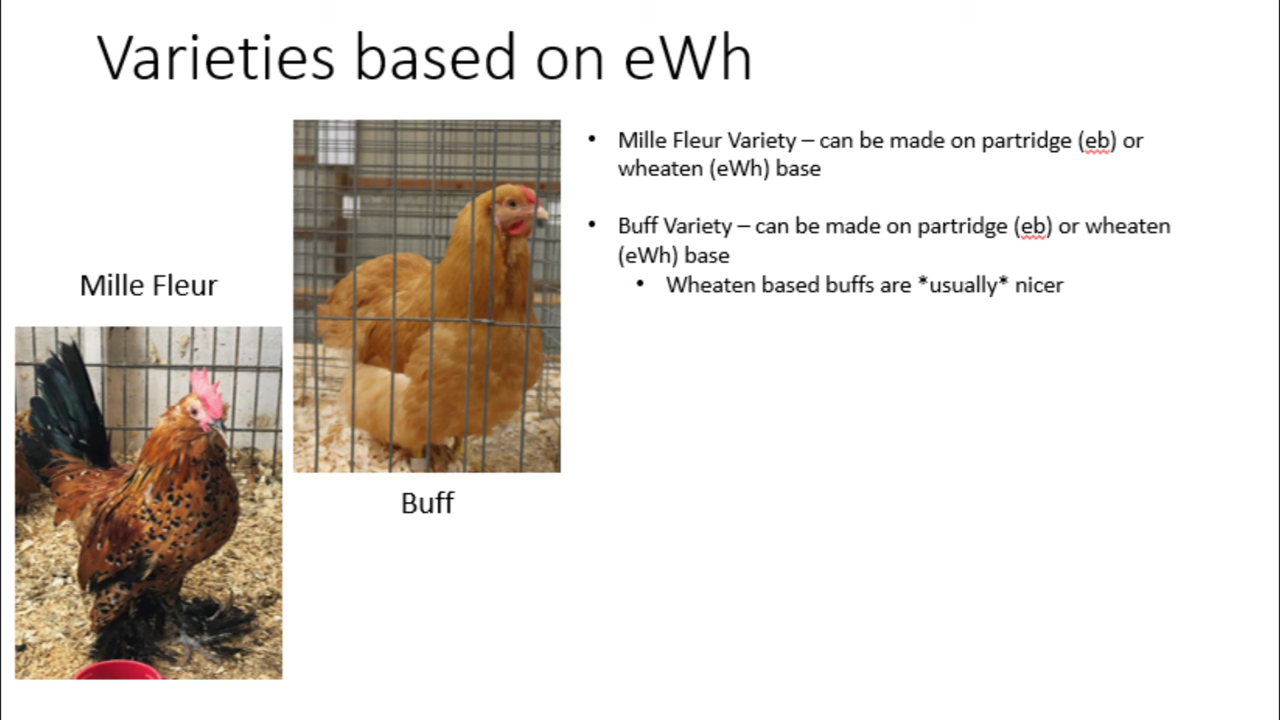 Varieties based on eWh
• Mille Fleur Variety – can be made on partridge (eb) or
wheaten (eWh) base
• Buff Variety – can be made on partridge (eb) or wheaten
(eWh) base
• Wheaten based buffs are *usually* nicer
Mille Fleur
Buff